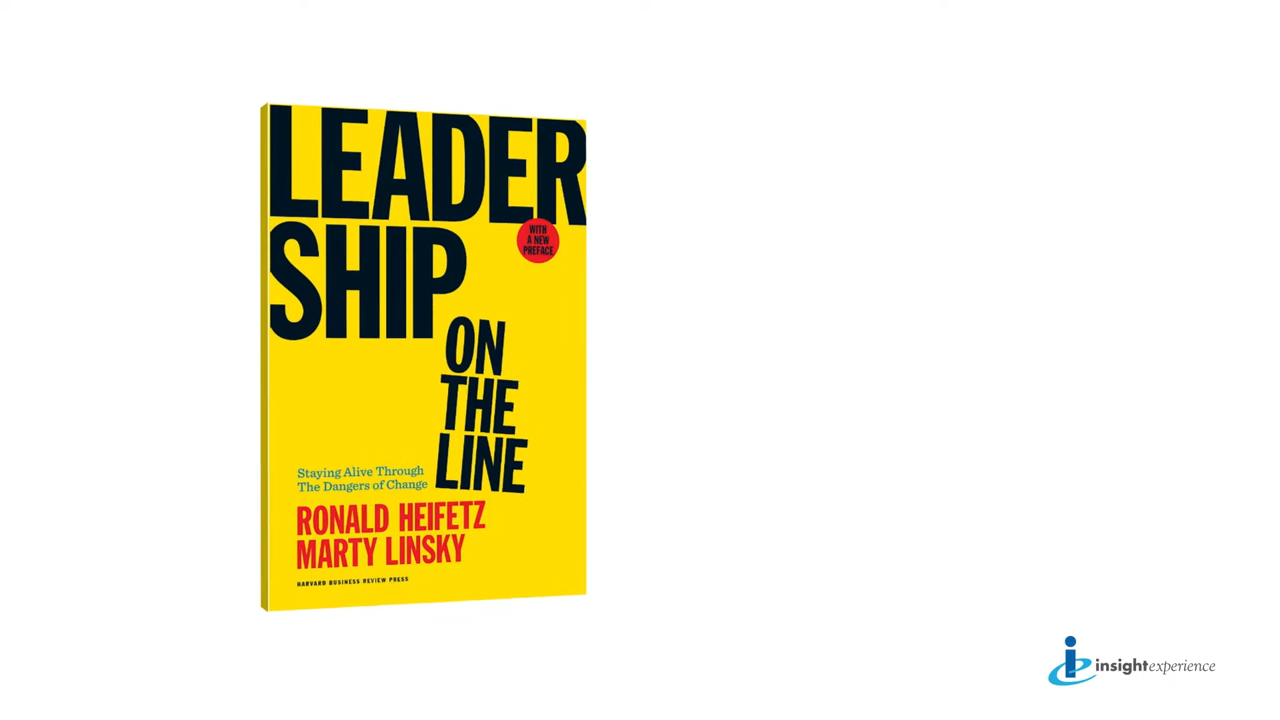 LEADER
SHIP
WITH
A NEW
PREFACE
ON
THE
LINE
Staying Alive Through
The Dangers of Change
RONALD HEIFETZ
MARTY LINSKY
HARVARD BUSINESS REVIEW PRESS
insightexperience